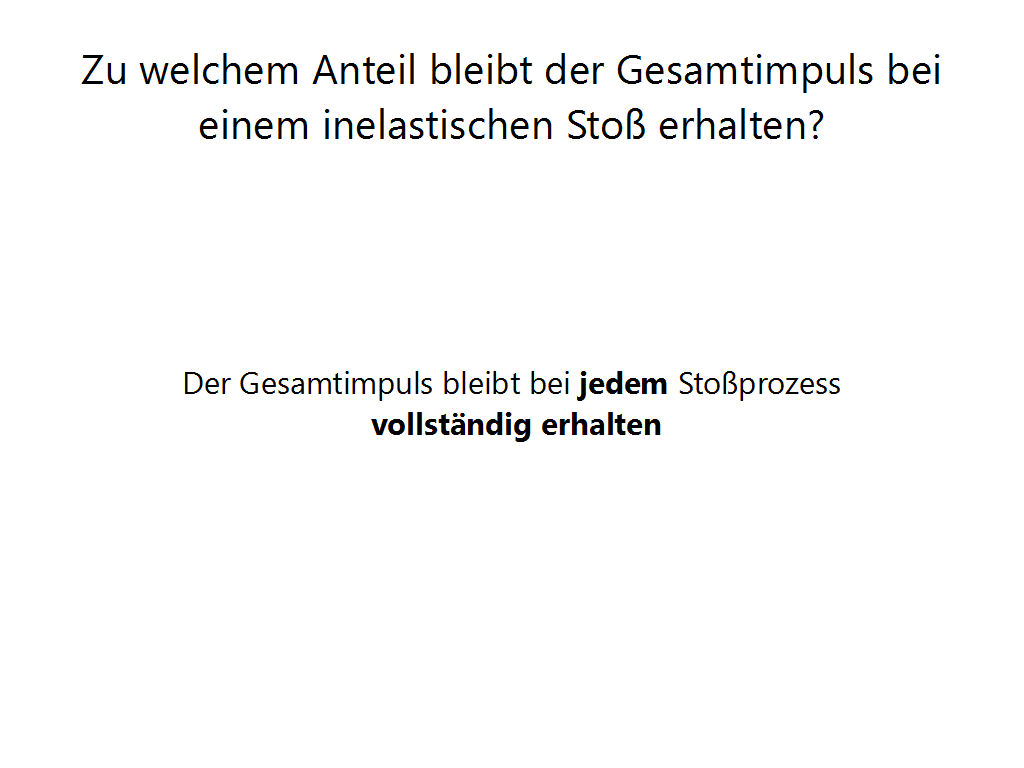 Zu welchem Anteil bleibt der Gesamtimpuls bei
einem inelastischen Stoß erhalten?
Der Gesamtimpuls bleibt bei jedem Stoßprozess
vollständig erhalten